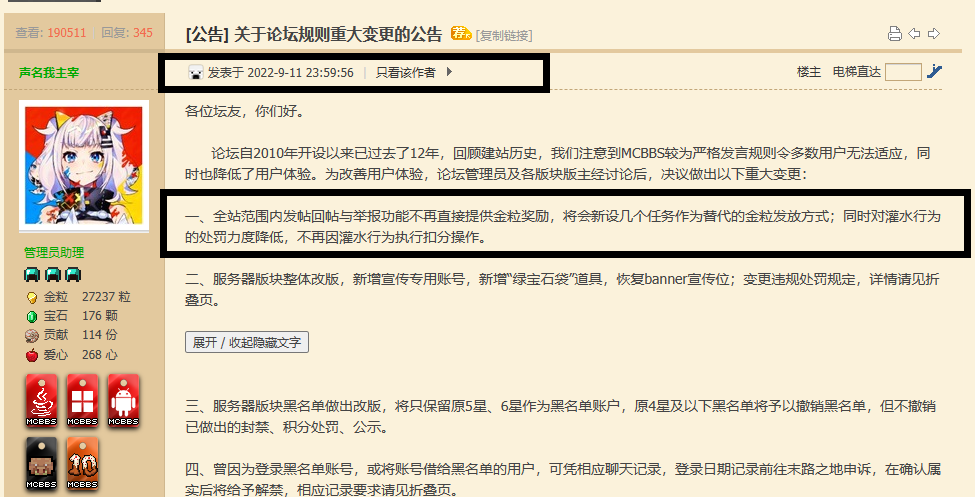 查看: 190511 回复: 345
[公告] 关于论坛规则重大变更的公告 荐 [复制链接]
声名我主宰
发表于 2022-9-11 23:59:56 | 只看该作者
楼主 电梯直达
各位坛友，你们好。
论坛自2010年开设以来已过去了12年，回顾建站历史，我们注意到MCBBS较为严格发言规则令多数用户无法适应，同
时也降低了用户体验。为改善用户体验，论坛管理员及各版块版主经讨论后，决议做出以下重大变更：
一、全站范围内发帖回帖与举报功能不再直接提供金粒奖励，将会新设几个任务作为替代的金粒发放方式；同时对灌水行为
的处罚力度降低，不再因灌水行为执行扣分操作。
二、服务器版块整体改版，新增宣传专用账号，新增“绿宝石袋”道具，恢复banner宣传位；变更违规处罚规定，详情请见折
叠页。
展开 / 收起隐藏文字
三、服务器版块黑名单做出改版，将只保留原5星、6星作为黑名单账户，原4星及以下黑名单将予以撤销黑名单，但不撤销
已做出的封禁、积分处罚、公示。
四、曾因为登录黑名单账号，或将账号借给黑名单的用户，可凭相应聊天记录，登录日期记录前往末路之地申诉，在确认属
实后将给予解禁，相应记录要求请见折叠页。
管理员助理
金粒 27237 粒
宝石 176 颗
贡献 114 份
爱心 268 心
MCBBS MCBBS MCBBS
10
MCBBS MCBBS